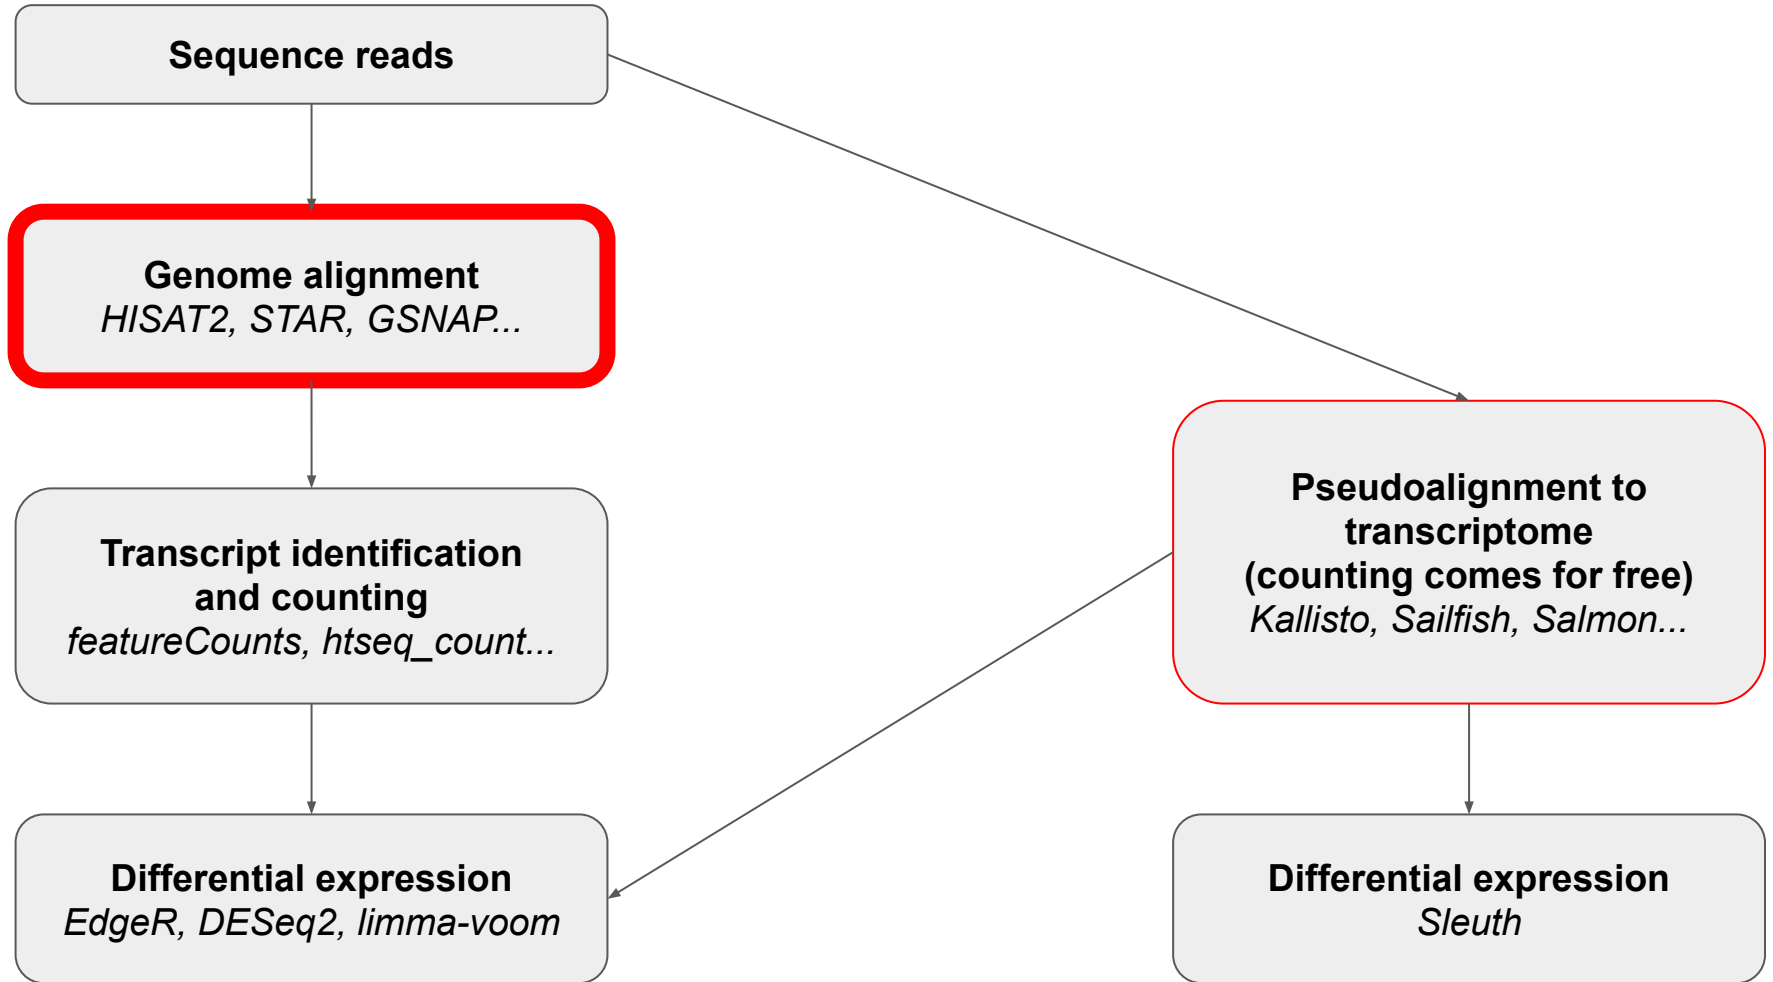 Sequence reads
Genome alignment
HISAT2, STAR, GSNAP...
Transcript identification
and counting
featureCounts, htseq_count...
Differential expression
EdgeR, DESeq2, limma-voom
Pseudoalignment to
transcriptome
(counting comes for free)
Kallisto, Sailfish, Salmon...
Differential expression
Sleuth